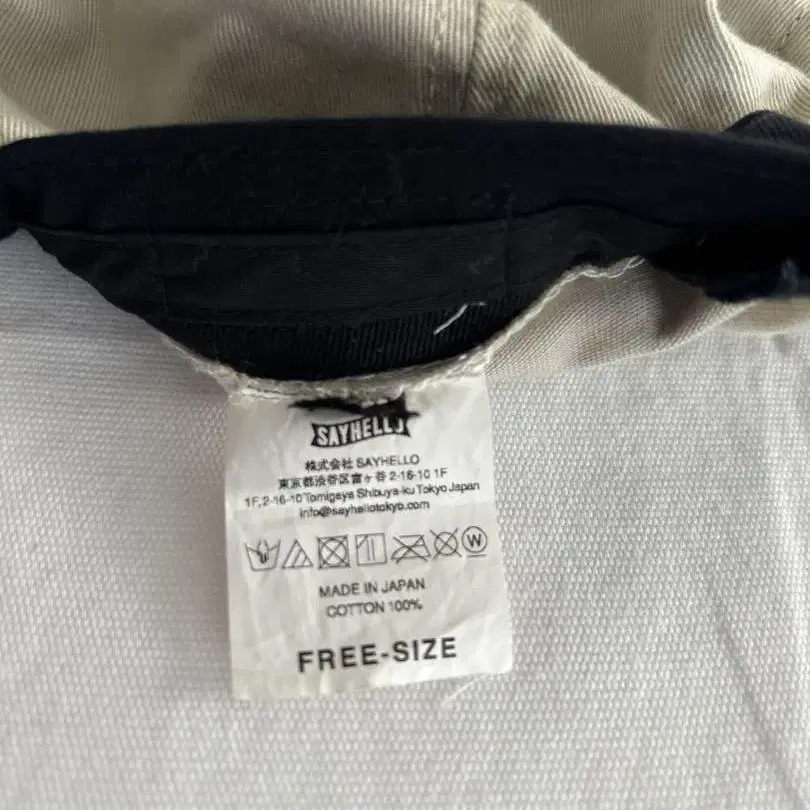 SAYHELLO
株式会社 SAYHELLO
東京都渋谷区富ヶ谷 2-16-10 1F
1F, 2-16-10 Tomigaya Shibuya-ku Tokyo Japan
info@sayhellotokyo.com
W
MADE IN JAPAN
COTTON 100%
FREE-SIZE